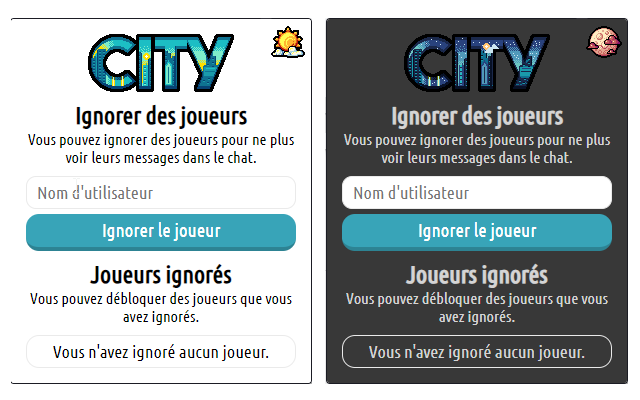 CITY
Ignorer des joueurs
Vous pouvez ignorer des joueurs pour ne plus
voir leurs messages dans le chat.
Nom d'utilisateur
Ignorer le joueur
Joueurs ignorés
Vous pouvez débloquer des joueurs que vous
avez ignorés.
Vous n'avez ignoré aucun joueur.
CITY
Ignorer des joueurs
Vous pouvez ignorer des joueurs pour ne plus
voir leurs messages dans le chat.
Nom d'utilisateur
Ignorer le joueur
Joueurs ignorés
Vous pouvez débloquer des joueurs que vous
avez ignorés.
Vous n'avez ignoré aucun joueur.